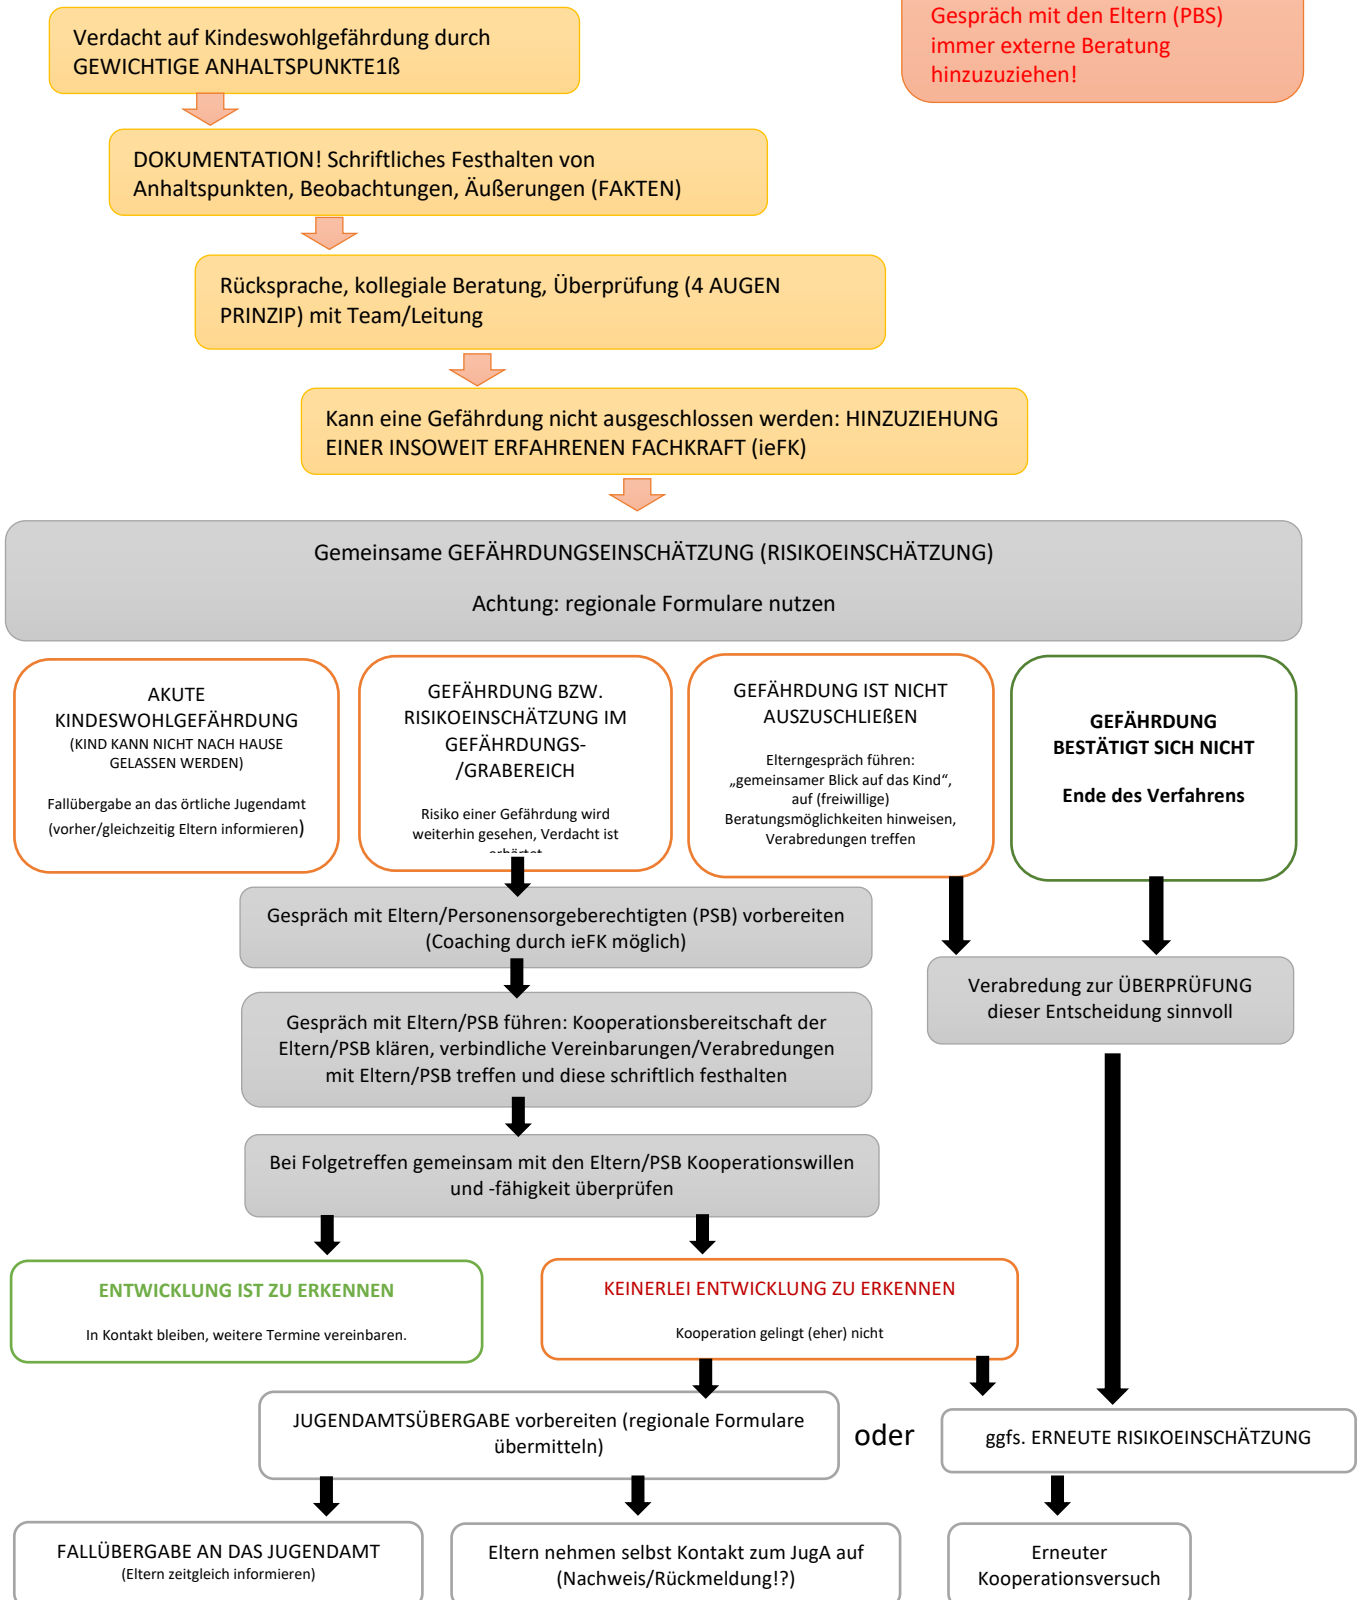 Gespräch mit den Eltern (PBS)
immer externe Beratung
hinzuzuziehen!
Verdacht auf Kindeswohlgefährdung durch
GEWICHTIGE ANHALTSPUNKTE1ß
DOKUMENTATION! Schriftliches Festhalten von
Anhaltspunkten, Beobachtungen, Äußerungen (FAKTEN)
Rücksprache, kollegiale Beratung, Überprüfung (4 AUGEN
PRINZIP) mit Team/Leitung
Kann eine Gefährdung nicht ausgeschlossen werden: HINZUZIEHUNG
EINER INSOWEIT ERFAHRENEN FACHKRAFT (ieFK)
Gemeinsame GEFÄHRDUNGSEINSCHÄTZUNG (RISIKOEINSCHÄTZUNG)
Achtung: regionale Formulare nutzen
AKUTE
KINDESWOHLGEFÄHRDUNG
(KIND KANN NICHT NACH HAUSE
GELASSEN WERDEN)
Fallübergabe an das örtliche Jugendamt
(vorher/gleichzeitig Eltern informieren)
GEFÄHRDUNG BZW.
RISIKOEINSCHÄTZUNG IM
GEFÄHRDUNGS-
/GRABEREICH
Risiko einer Gefährdung wird
weiterhin gesehen, Verdacht ist
GEFÄHRDUNG IST NICHT
AUSZUSCHLIEßEN
Elterngespräch führen:
„gemeinsamer Blick auf das Kind“,
auf (freiwillige)
Beratungsmöglichkeiten hinweisen,
Verabredungen treffen
GEFÄHRDUNG
BESTÄTIGT SICH NICHT
Ende des Verfahrens
Gespräch mit Eltern/Personensorgeberechtigten (PSB) vorbereiten
(Coaching durch ieFK möglich)
Verabredung zur ÜBERPRÜFUNG
dieser Entscheidung sinnvoll
Gespräch mit Eltern/PSB führen: Kooperationsbereitschaft der
Eltern/PSB klären, verbindliche Vereinbarungen/Verabredungen
mit Eltern/PSB treffen und diese schriftlich festhalten
Bei Folgetreffen gemeinsam mit den Eltern/PSB Kooperationswillen
und -fähigkeit überprüfen
ENTWICKLUNG IST ZU ERKENNEN
In Kontakt bleiben, weitere Termine vereinbaren.
KEINERLEI ENTWICKLUNG ZU ERKENNEN
Kooperation gelingt (eher) nicht
JUGENDAMTSÜBERGABE vorbereiten (regionale Formulare
übermitteln)
oder
ggfs. ERNEUTE RISIKOEINSCHÄTZUNG
FALLÜBERGABE AN DAS JUGENDAMT
(Eltern zeitgleich informieren)
Eltern nehmen selbst Kontakt zum JugA auf
(Nachweis/Rückmeldung!?)
Erneuter
Kooperationsversuch